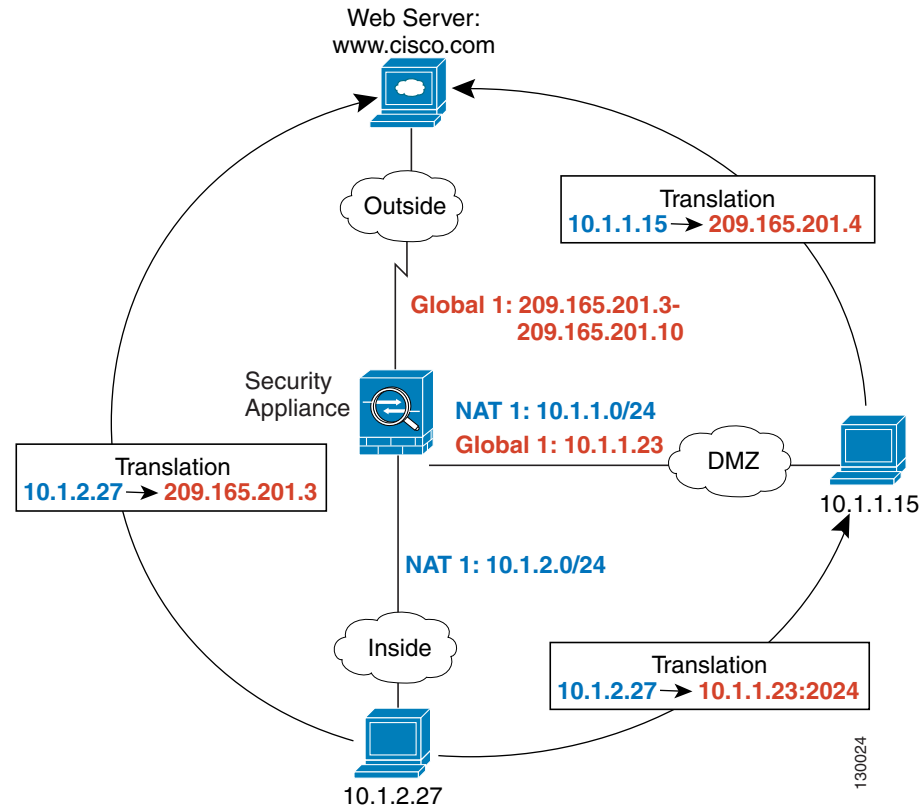 Web Server:
www.cisco.com
Outside
Translation
10.1.1.15 → 209.165.201.4
Global 1: 209.165.201.3-
209.165.201.10
Security
Appliance
NAT 1: 10.1.1.0/24
Global 1: 10.1.1.23
DMZ
10.1.1.15
Translation
10.1.2.27 → 209.165.201.3
NAT 1: 10.1.2.0/24
Inside
Translation
10.1.2.27 → 10.1.1.23:2024
10.1.2.27
130024